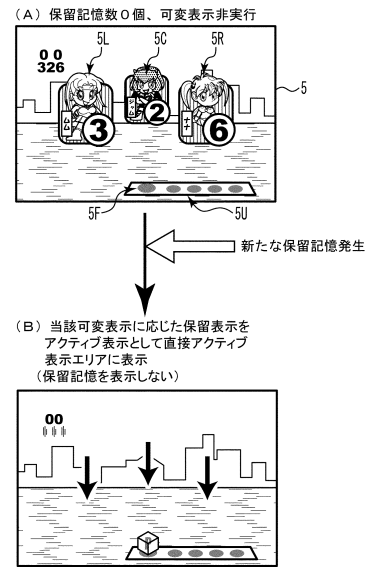 (A) 保留記憶数0個、可変表示非実行
5L
5C
5R
00
326
5
ムム
ジャム
ナナ
3
2
6
5F
5U
新たな保留記憶発生
(B) 当該可変表示に応じた保留表示を
アクティブ表示として直接アクティブ
表示エリアに表示
(保留記憶を表示しない)
00